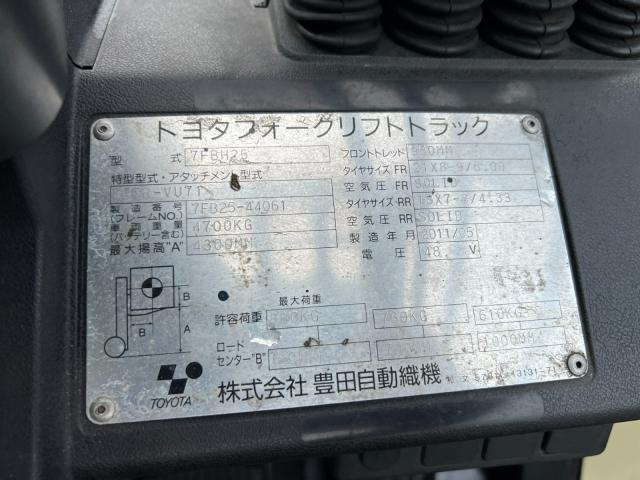 トヨタフォークリフトトラック
型 式 7FBH25
特型型式・アタッチメント型式
-VU71
製造番号 (フレームNO.) 7FB25-44061
車両重量 (バッテリー含む) 4700KG
最大揚高"A" 4300MM
フロントトレッド
タイヤサイズ FR
空気圧 FR SOLID
タイヤサイズ RR
空気圧 RR SOLID
製造年月 2011/05
電圧 48 V
B
B
A
最大荷重
許容荷重 760KG 610KG
ロードセンター"B" 1000MM
TOYOTA 株式会社 豊田自動織機